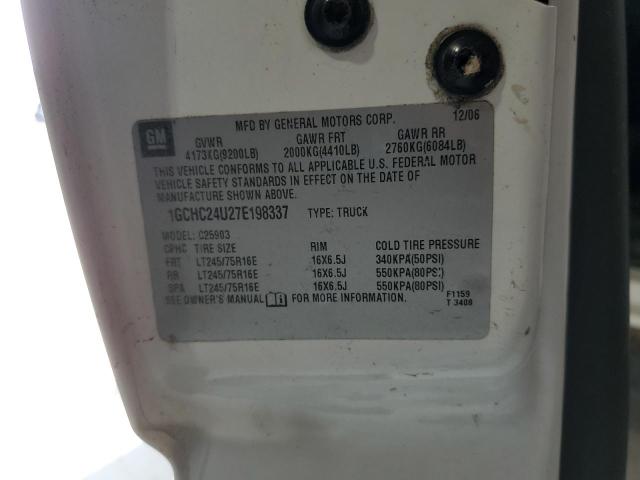 MFD BY GENERAL MOTORS CORP. 12/06
GM
GVWR GAWR FRT GAWR RR
4173KG(9200LB) 2000KG(4410LB) 2760KG(6084LB)
THIS VEHICLE CONFORMS TO ALL APPLICABLE U.S. FEDERAL MOTOR
VEHICLE SAFETY STANDARDS IN EFFECT ON THE DATE OF
MANUFACTURE SHOWN ABOVE.
1GCHC24U27E198337 TYPE: TRUCK
MODEL: C25903
TIRE SIZE RIM COLD TIRE PRESSURE
FRT LT245/75R16E 16X6.5J 340KPA(50PSI)
RR LT245/75R16E 16X6.5J 550KPA(80PSI)
SPA LT245/75R16E 16X6.5J 550KPA(80PSI)
SEE OWNER'S MANUAL FOR MORE INFORMATION.
F1159
T 3408